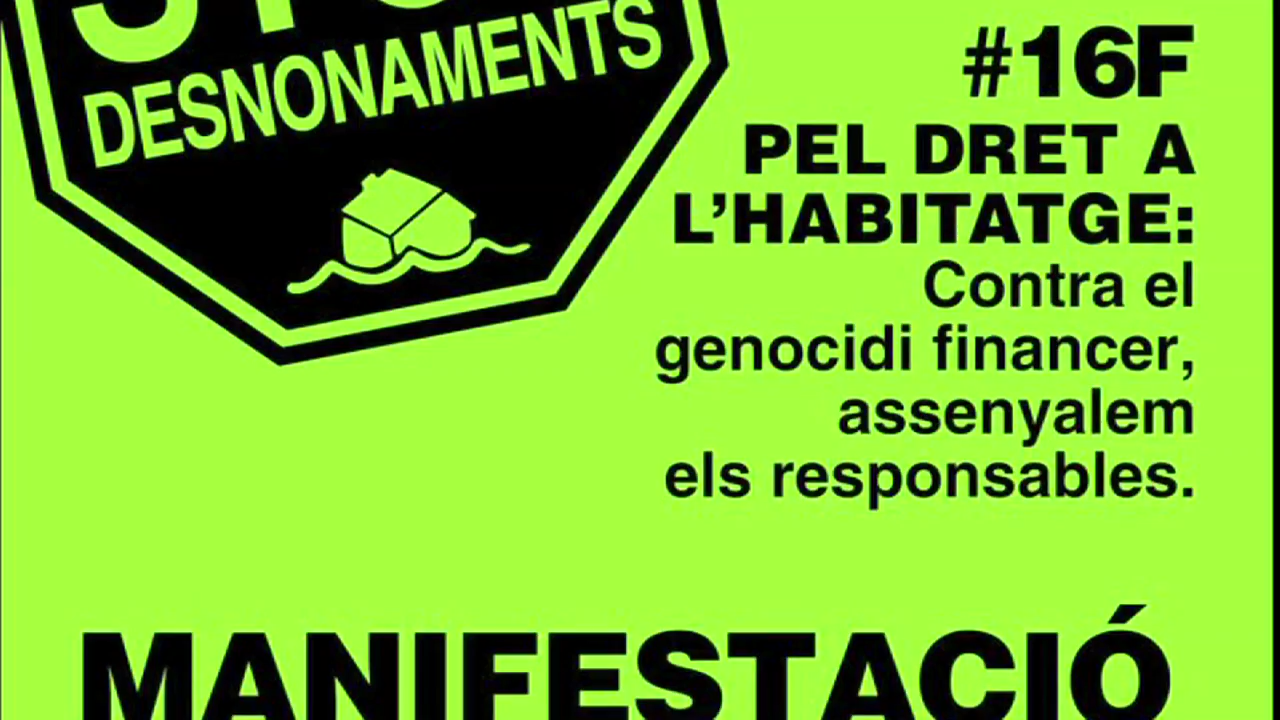 DESNONAMENTS
#16F
PEL DRET A
L’HABITATGE:
Contra el
genocidi financer,
assenyalem
els responsables.
MANIFESTACIÓ